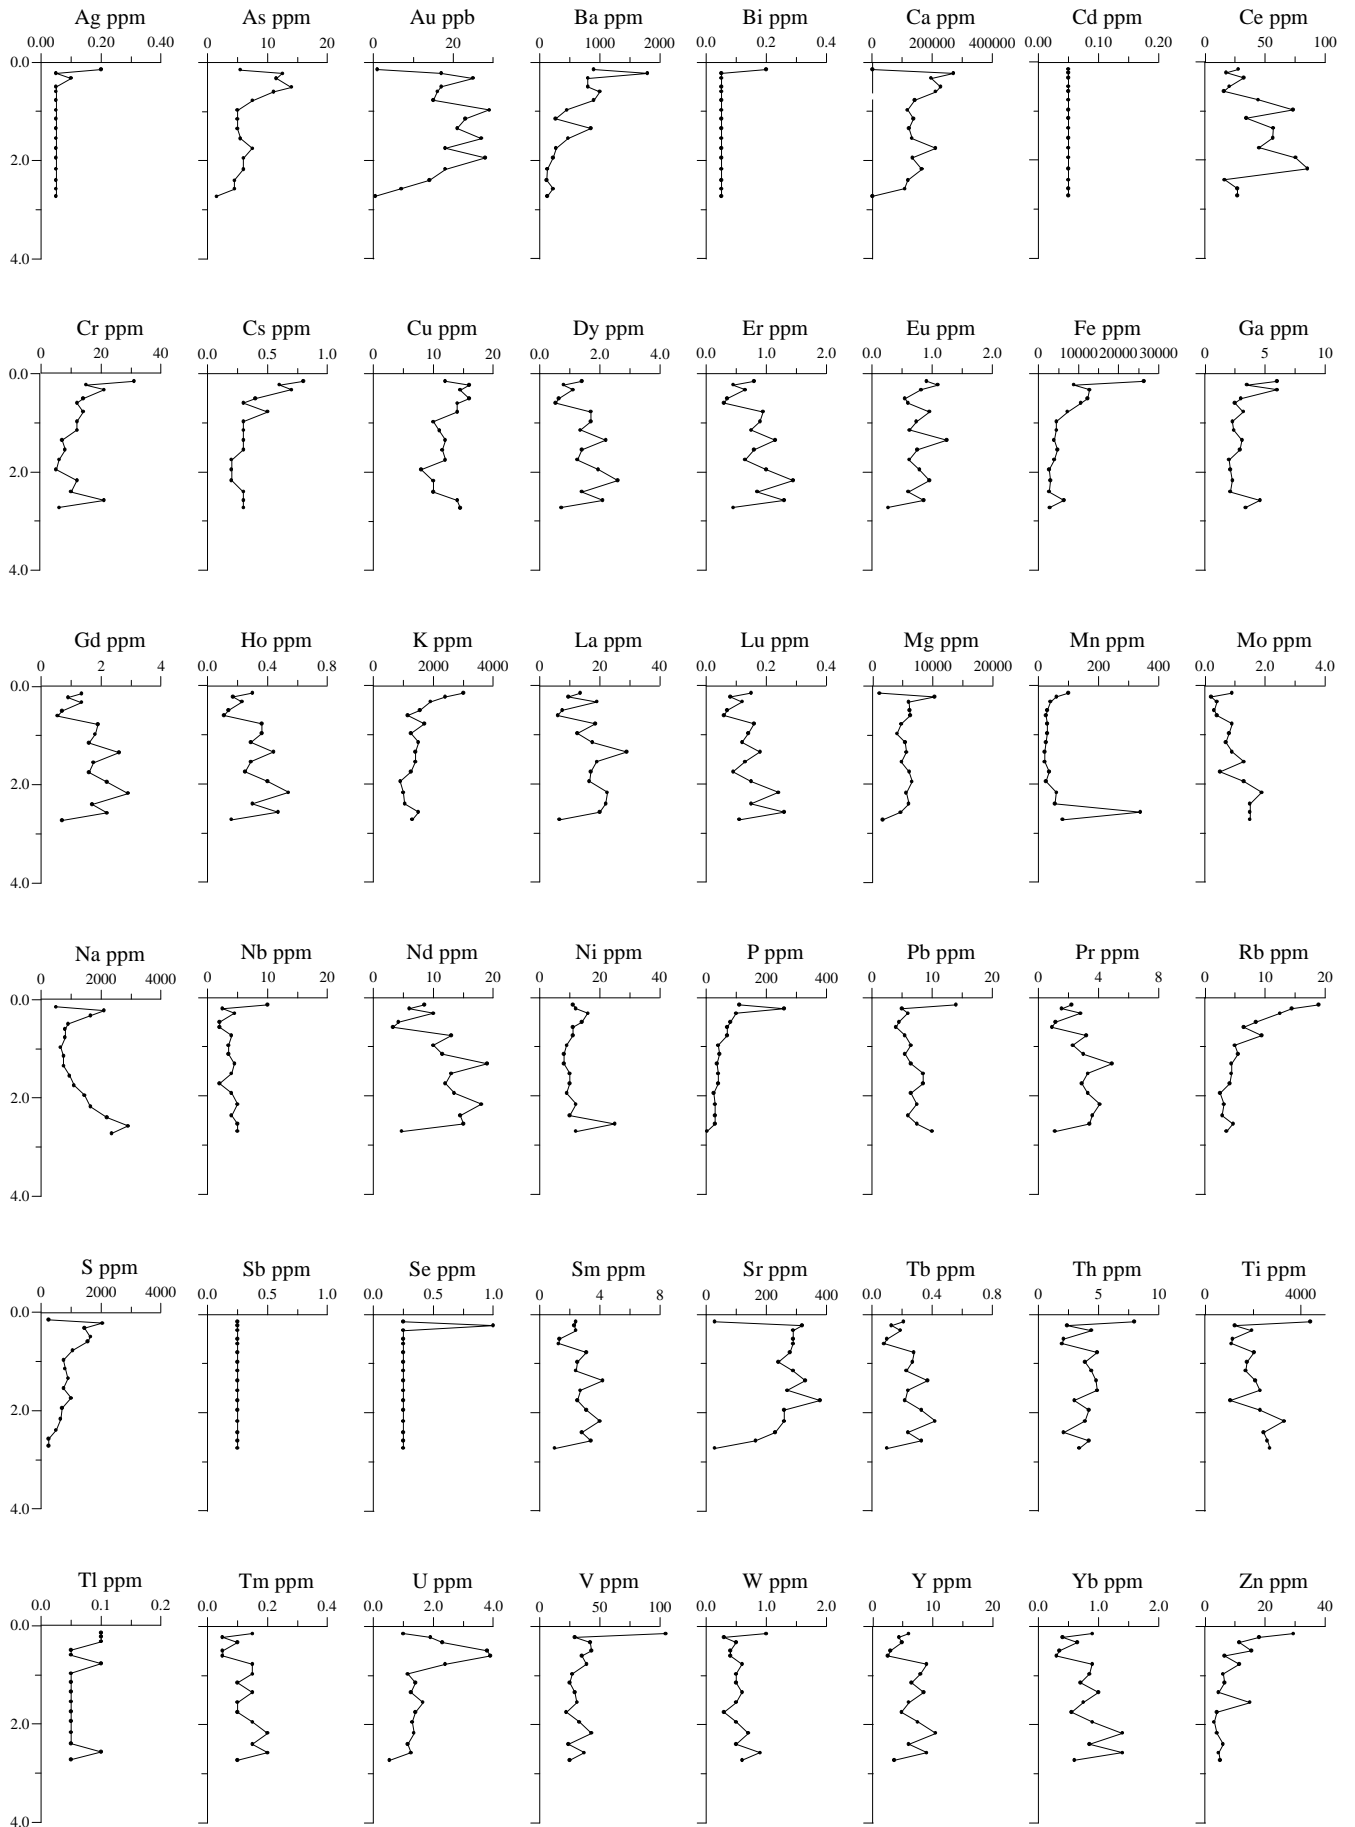 Ag ppm As ppm Au ppb Ba ppm Bi ppm Ca ppm Cd ppm Ce ppm
0.00 0.20 0.40 0 10 20 0 20 0 1000 2000 0.0 0.2 0.4 0 200000 400000 0.00 0.10 0.20 0 50 100
0.0
2.0
4.0
Cr ppm Cs ppm Cu ppm Dy ppm Er ppm Eu ppm Fe ppm Ga ppm
0 20 40 0.0 0.5 1.0 0 10 20 0.0 2.0 4.0 0.0 1.0 2.0 0.0 1.0 2.0 0 10000 20000 30000 0 5 10
0.0
2.0
4.0
Gd ppm Ho ppm K ppm La ppm Lu ppm Mg ppm Mn ppm Mo ppm
0 2 4 0.0 0.4 0.8 0 2000 4000 0 20 40 0.0 0.2 0.4 0 10000 20000 0 200 400 0.0 2.0 4.0
0.0
2.0
4.0
Na ppm Nb ppm Nd ppm Ni ppm P ppm Pb ppm Pr ppm Rb ppm
0 2000 4000 0 10 20 0 10 20 0 20 40 0 200 400 0 10 20 0 4 8 0 10 20
0.0
2.0
4.0
S ppm Sb ppm Se ppm Sm ppm Sr ppm Tb ppm Th ppm Ti ppm
0 2000 4000 0.0 0.5 1.0 0.0 0.5 1.0 0 4 8 0 200 400 0.0 0.4 0.8 0 5 10 0 4000
0.0
2.0
4.0
Tl ppm Tm ppm U ppm V ppm W ppm Y ppm Yb ppm Zn ppm
0.0 0.1 0.2 0.0 0.2 0.4 0.0 2.0 4.0 0 50 100 0.0 1.0 2.0 0 10 20 0.0 1.0 2.0 0 20 40
0.0
2.0
4.0